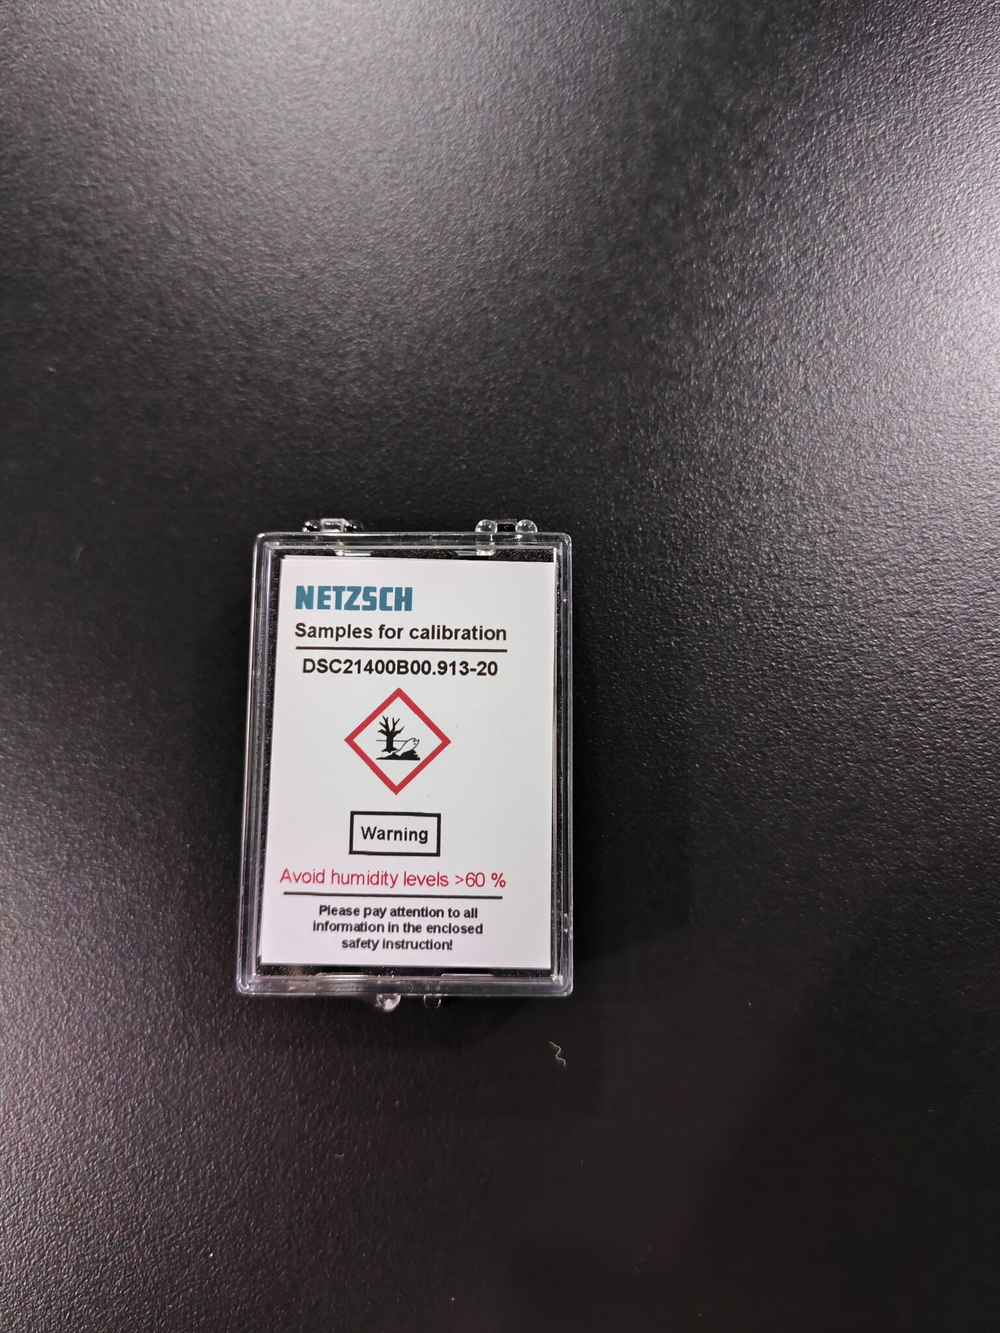 NETZSCH
Samples for calibration
DSC21400B00.913-20
Warning
Avoid humidity levels >60 %
Please pay attention to all
information in the enclosed
safety instruction!